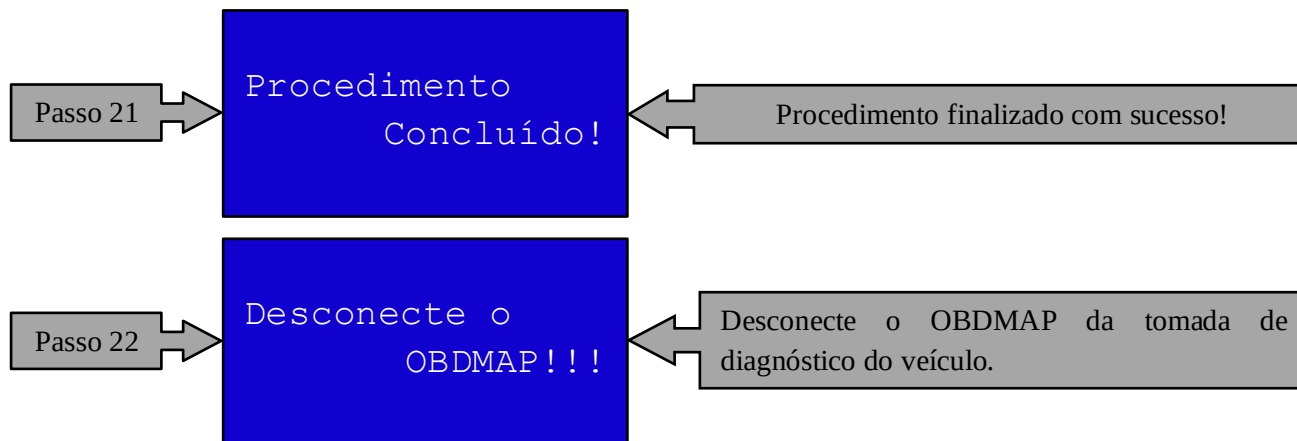 Passo 21
Procedimento
Concluído!
Procedimento finalizado com sucesso!
Passo 22
Desconecte o
OBDMAP!!!
Desconecte o OBDMAP da tomada de
diagnóstico do veículo.